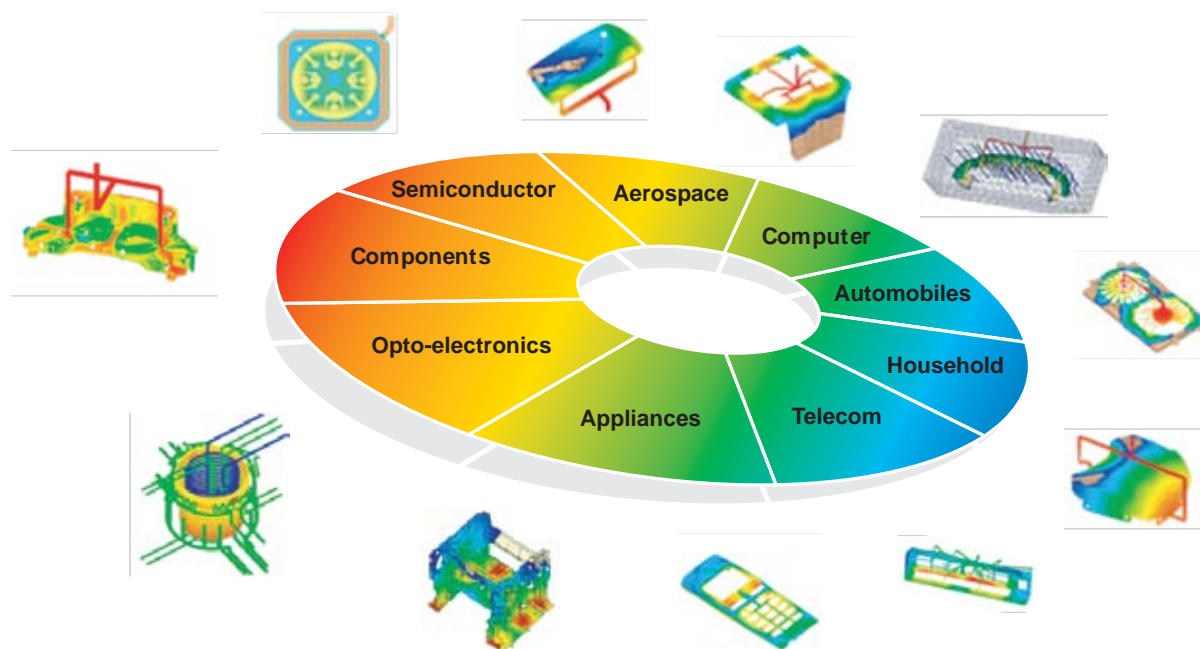 Semiconductor
Aerospace
Computer
Components
Automobiles
Opto-electronics
Household
Appliances
Telecom